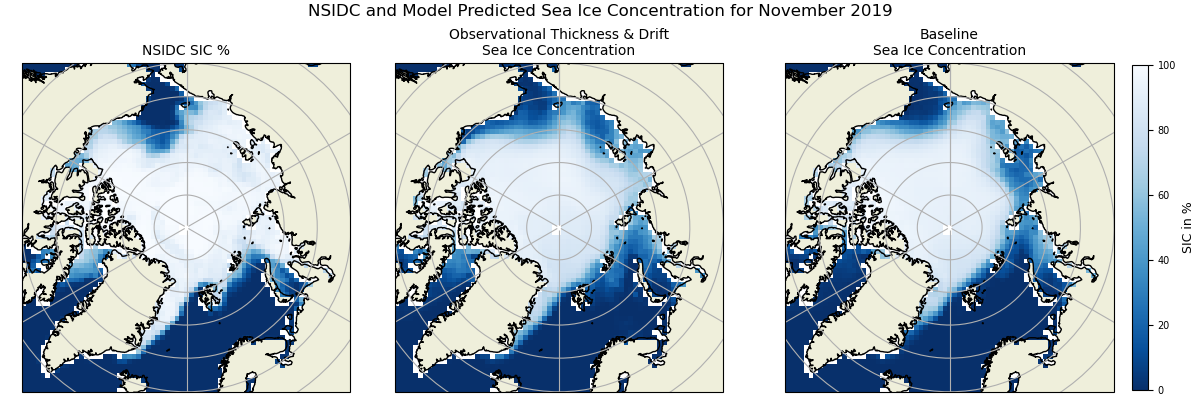 NSIDC and Model Predicted Sea Ice Concentration for November 2019
NSIDC SIC %
Observational Thickness & Drift
Sea Ice Concentration
Baseline
Sea Ice Concentration
100
80
60
40
20
0
SIC in %